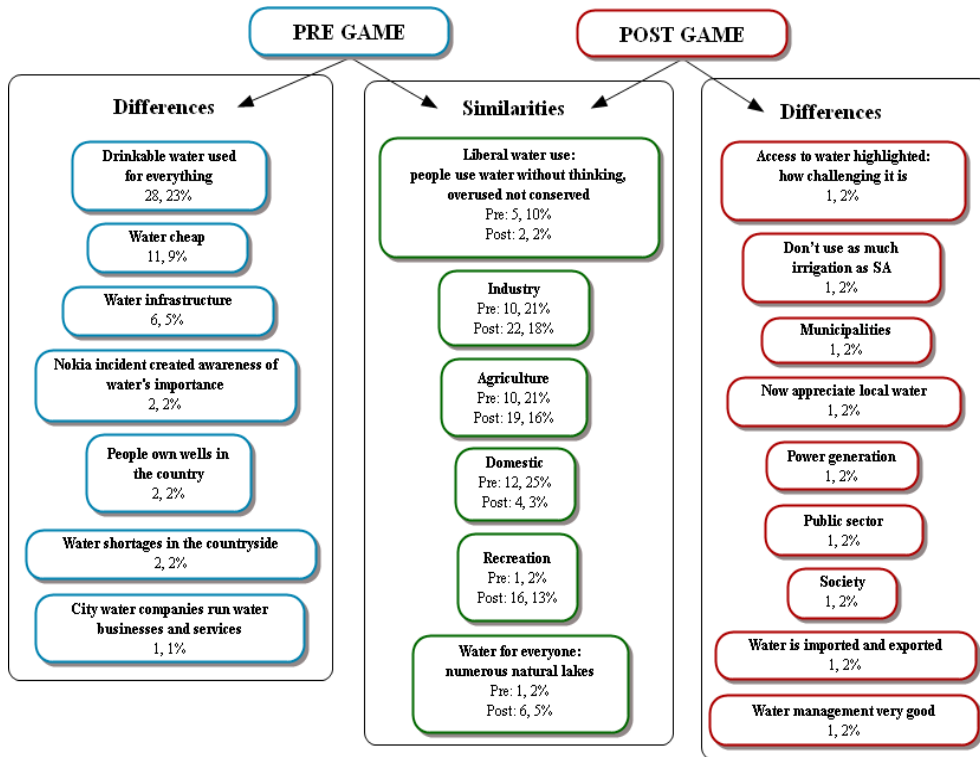 PRE GAME
POST GAME
Differences
Drinkable water used
for everything
28, 23%
Water cheap
11, 9%
Water infrastructure
6, 5%
Nokia incident created awareness of
water's importance
2, 2%
People own wells in
the country
2, 2%
Water shortages in the countryside
2, 2%
City water companies run water
businesses and services
1, 1%
Similarities
Liberal water use:
people use water without thinking,
overused not conserved
Pre: 5, 10%
Post: 2, 2%
Industry
Pre: 10, 21%
Post: 22, 18%
Agriculture
Pre: 10, 21%
Post: 19, 16%
Domestic
Pre: 12, 25%
Post: 4, 3%
Recreation
Pre: 1, 2%
Post: 16, 13%
Water for everyone:
numerous natural lakes
Pre: 1, 2%
Post: 6, 5%
Differences
Access to water highlighted:
how challenging it is
1, 2%
Don't use as much
irrigation as SA
1, 2%
Municipalities
1, 2%
Now appreciate local water
1, 2%
Power generation
1, 2%
Public sector
1, 2%
Society
1, 2%
Water is imported and exported
1, 2%
Water management very good
1, 2%